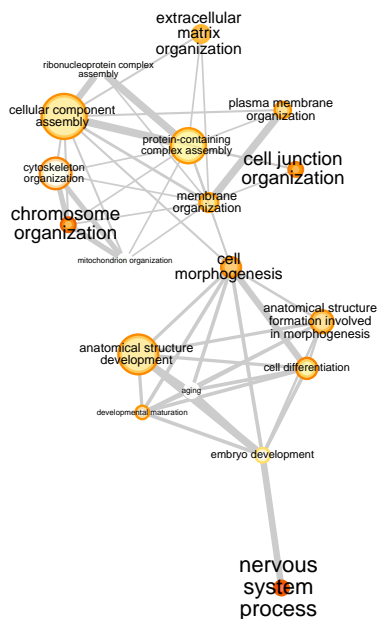 extracellular
matrix
organization
ribonucleoprotein complex
assembly
cellular component
assembly
plasma membrane
organization
protein-containing
complex assembly
cell junction
organization
cytoskeleton
organization
membrane
organization
chromosome
organization
mitochondrion organization
cell
morphogenesis
anatomical structure
formation involved
in morphogenesis
anatomical structure
development
cell differentiation
aging
developmental maturation
embryo development
nervous
system
process